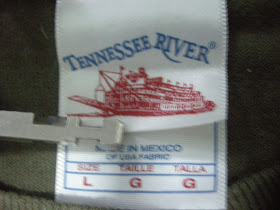 TENNESSEE RIVER®
MADE IN MEXICO
OF USA FABRIC
SIZE TAILLE TALLA
L G G